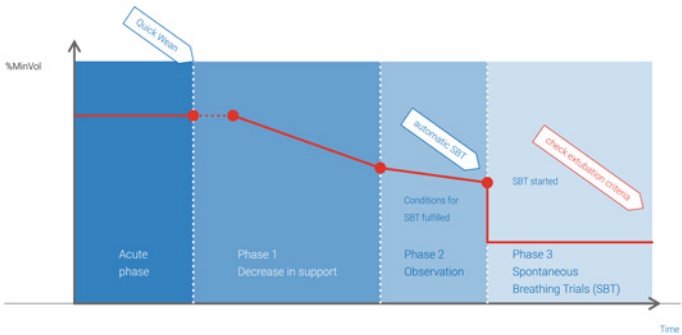 Quick Wean
%MinVol
automatic SBT
check extubation criteria
SBT started
Conditions for
SBT fulfilled
Acute
phase
Phase 1
Decrease in support
Phase 2
Observation
Phase 3
Spontaneous
Breathing Trials (SBT)
Time